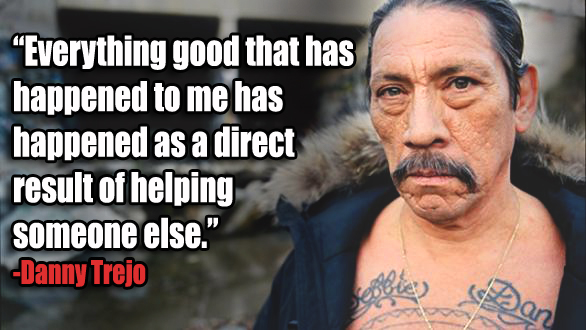 “Everything good that has
happened to me has
happened as a direct
result of helping
someone else.”
-Danny Trejo